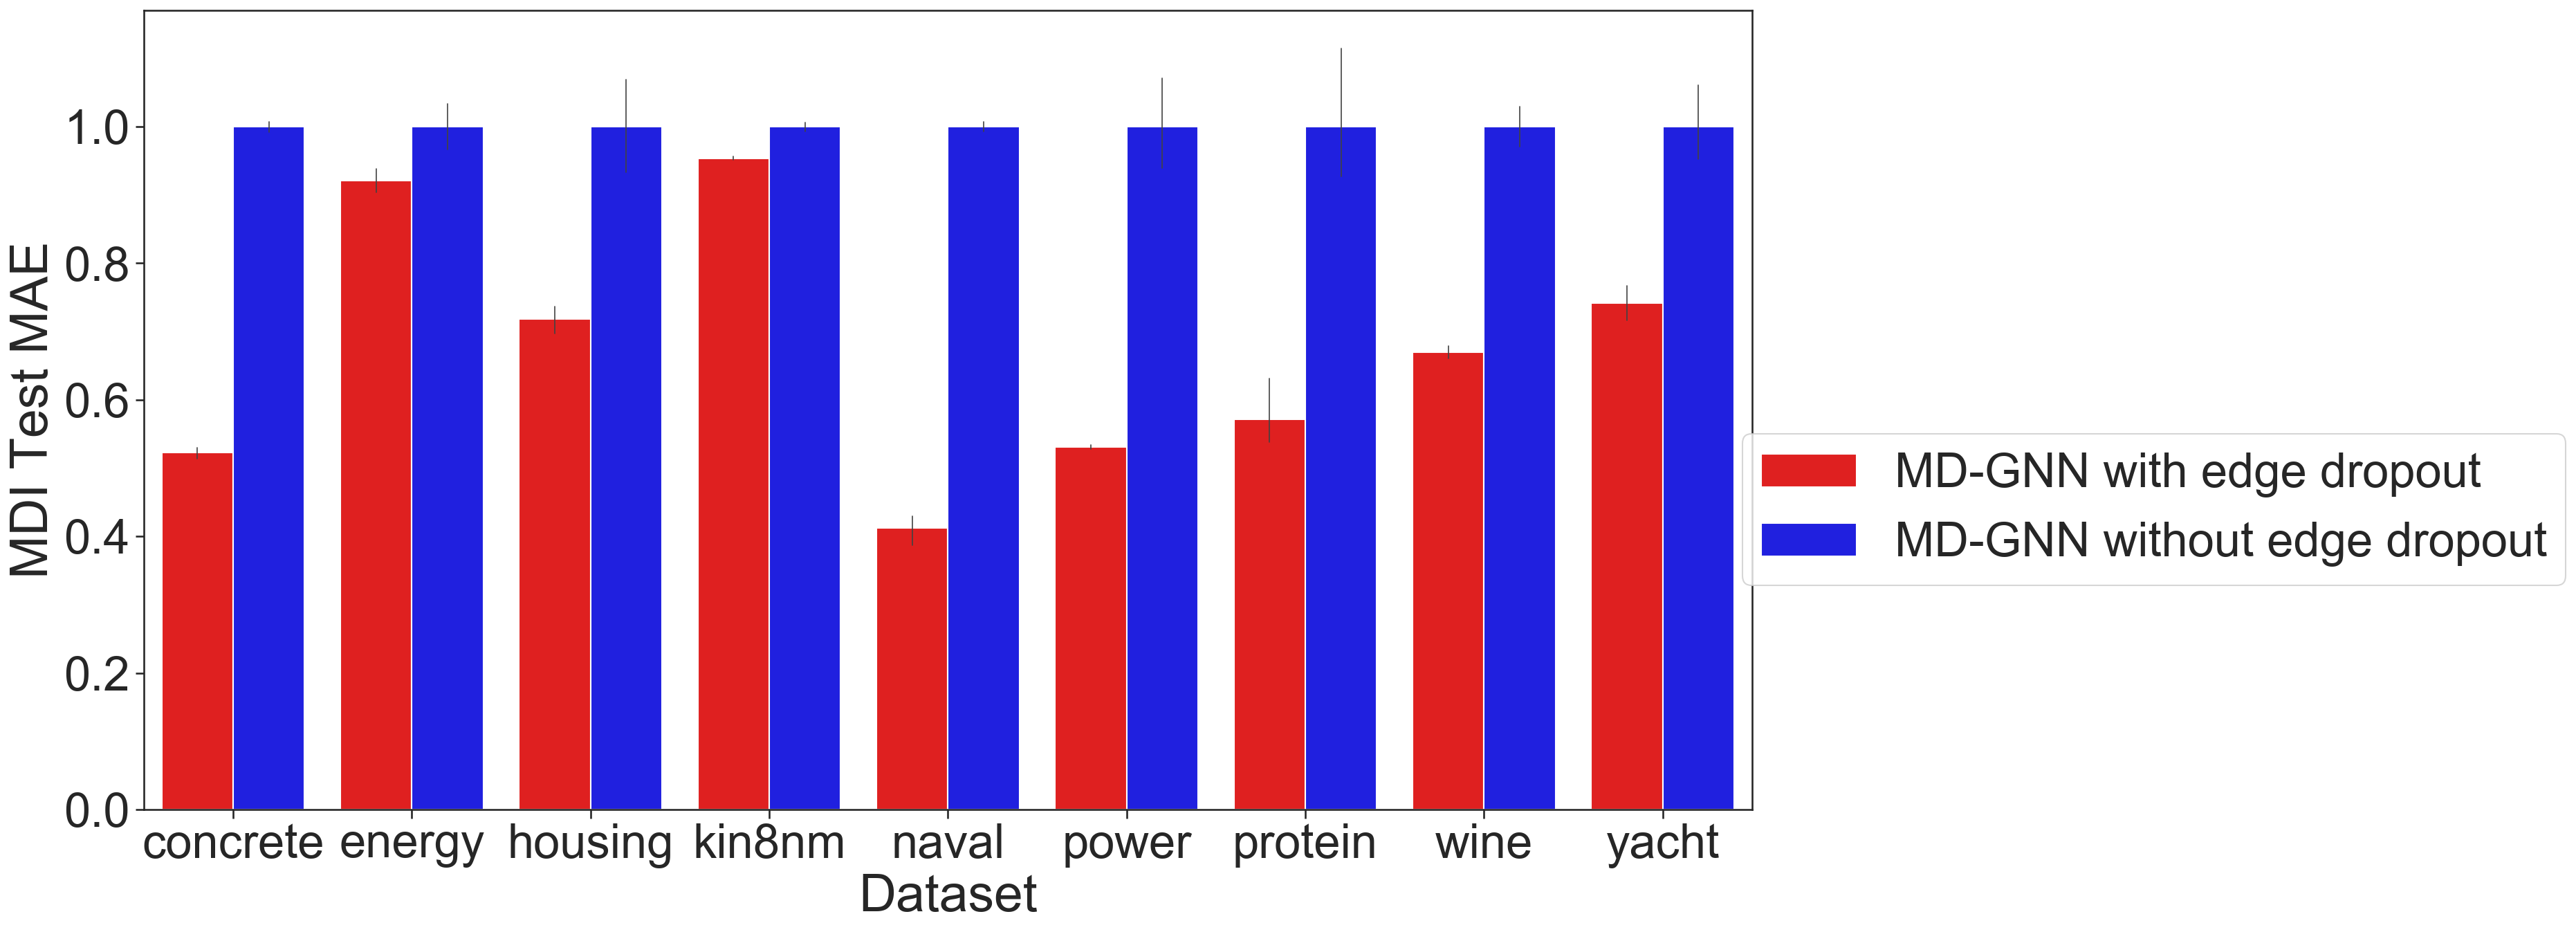 MDI Test MAE
1.0
0.8
0.6
0.4
0.2
0.0
concrete energy housing kin8nm naval power protein wine yacht
Dataset
MD-GNN with edge dropout
MD-GNN without edge dropout